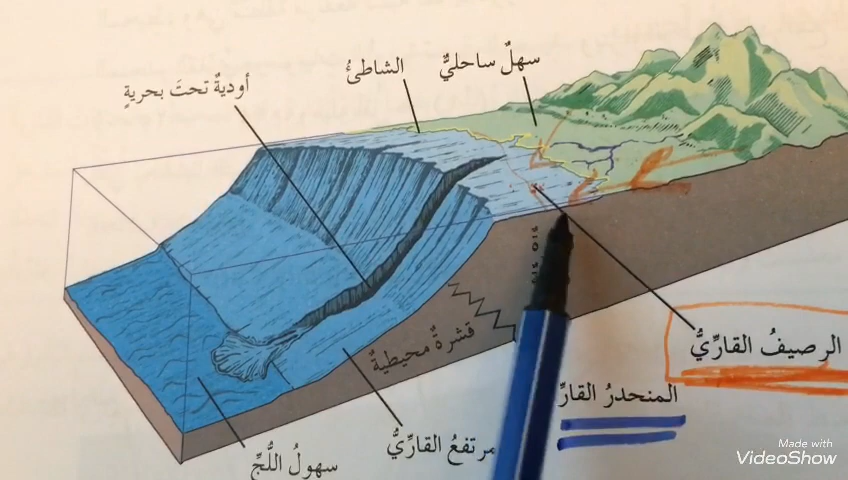 سهلٌ ساحليٌّ
الشاطئُ
أوديةٌ تحتَ بحريةٍ
الرصيفُ القارِّيُّ
قشرةٌ محيطيةٌ
المنحدرُ القارِّ
مرتفعُ القارِّيُّ
سهولُ اللُّجِّ
Made with
VideoShow